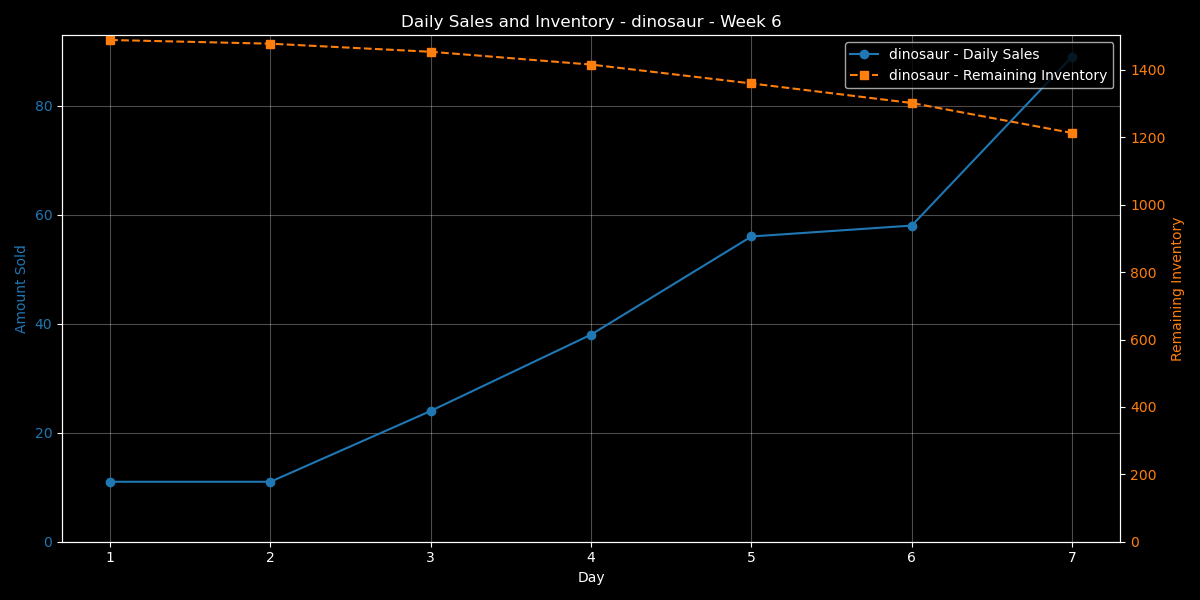 Daily Sales and Inventory - dinosaur - Week 6
dinosaur - Daily Sales
dinosaur - Remaining Inventory
Amount Sold
80
60
40
20
0
1400
1200
1000
800
600
400
200
0
Remaining Inventory
1 2 3 4 5 6 7
Day